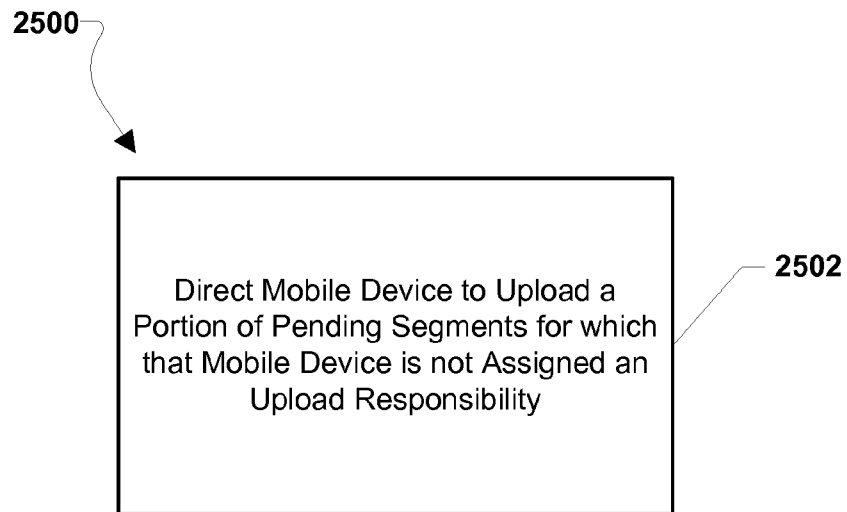 2500
2502
Direct Mobile Device to Upload a
Portion of Pending Segments for which
that Mobile Device is not Assigned an
Upload Responsibility